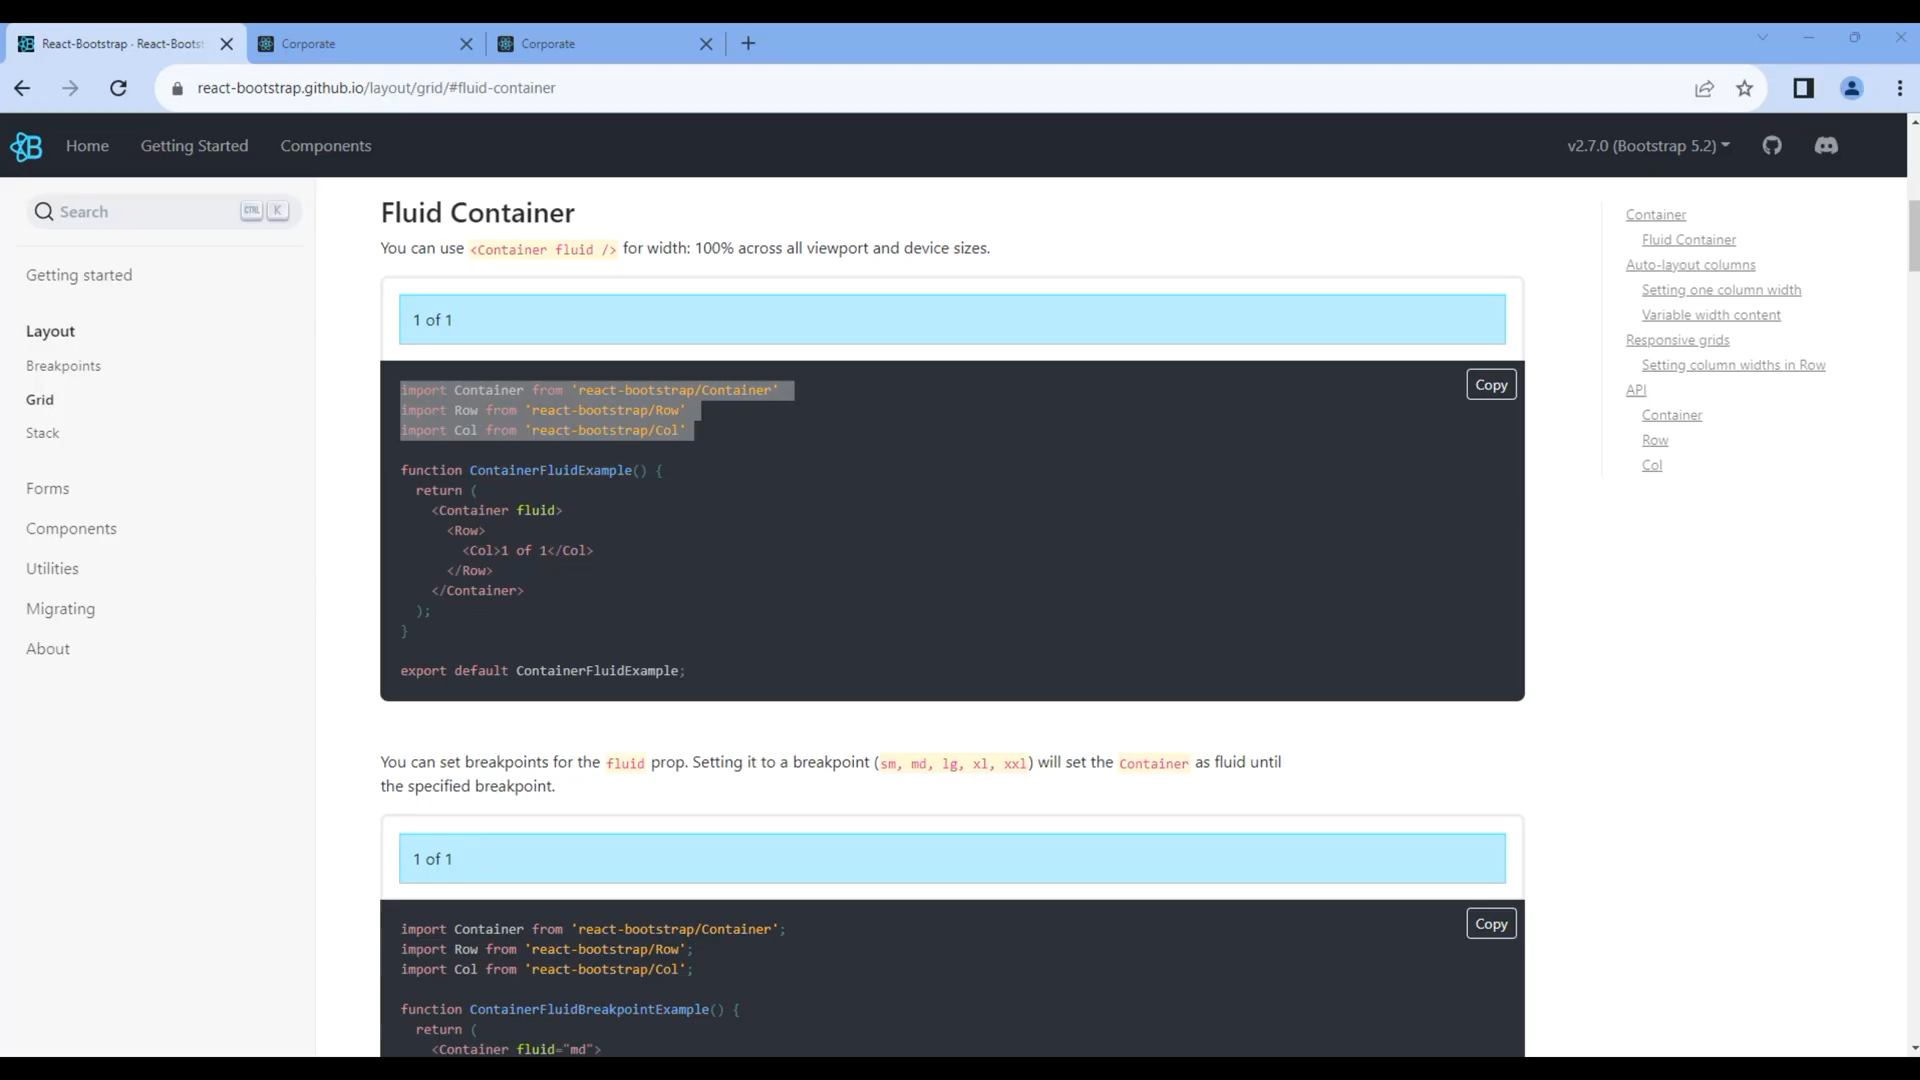 React-Bootstrap · React-Boots
Corporate
Corporate
react-bootstrap.github.io/layout/grid/#fluid-container
Home
Getting Started
Components
v2.7.0 (Bootstrap 5.2)
Search
CTRL
K
Getting started
Layout
Breakpoints
Grid
Stack
Forms
Components
Utilities
Migrating
About
Fluid Container
You can use <Container fluid /> for width: 100% across all viewport and device sizes.
1 of 1
Copy
import Container from 'react-bootstrap/Container'
import Row from 'react-bootstrap/Row'
import Col from 'react-bootstrap/Col'
function ContainerFluidExample() {
return (
<Container fluid>
<Row>
<Col>1 of 1</Col>
</Row>
</Container>
);
}
export default ContainerFluidExample;
You can set breakpoints for the fluid prop. Setting it to a breakpoint (sm, md, lg, xl, xxl) will set the Container as fluid until
the specified breakpoint.
1 of 1
Copy
import Container from 'react-bootstrap/Container';
import Row from 'react-bootstrap/Row';
import Col from 'react-bootstrap/Col';
function ContainerFluidBreakpointExample() {
return (
<Container fluid="md">
Container
Fluid Container
Auto-layout columns
Setting one column width
Variable width content
Responsive grids
Setting column widths in Row
API
Container
Row
Col